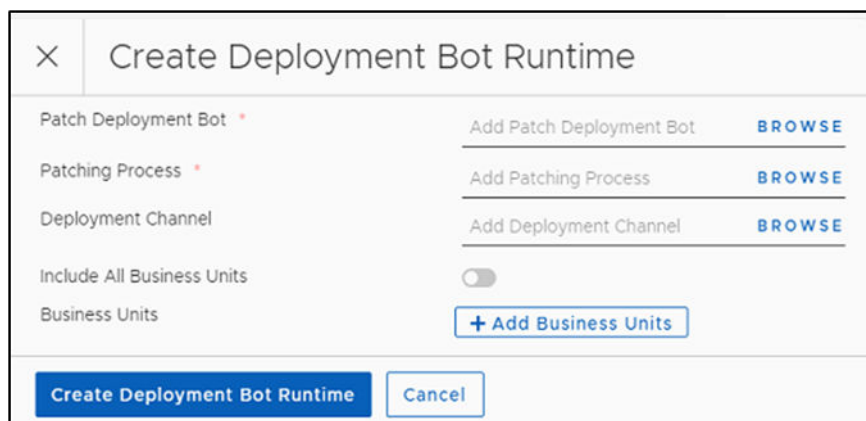 Create Deployment Bot Runtime
Patch Deployment Bot * Add Patch Deployment Bot BROWSE
Patching Process * Add Patching Process BROWSE
Deployment Channel Add Deployment Channel BROWSE
Include All Business Units
Business Units + Add Business Units
Create Deployment Bot Runtime Cancel